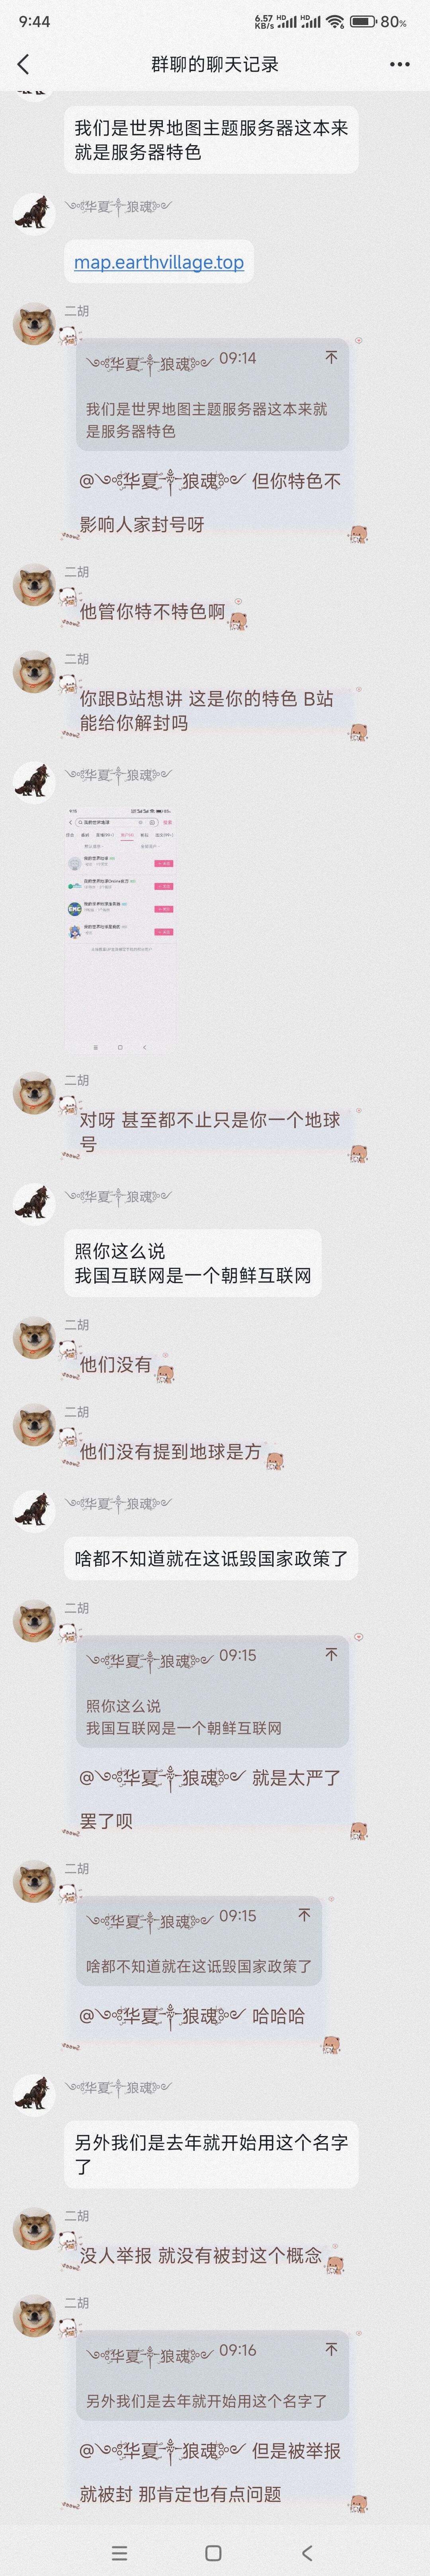 9:44
6.57 KB/s HD HD 80%
群聊的聊天记录
我们是世界地图主题服务器这本来
就是服务器特色
华夏狼魂
map.earthvillage.top
二胡
华夏狼魂 09:14
我们是世界地图主题服务器这本来就
是服务器特色
@华夏狼魂 但你特色不
影响人家封号呀
二胡
他管你特不特色啊
二胡
你跟B站想讲 这是你的特色 B站
能给你解封吗
华夏狼魂
EMC
二胡
对呀 甚至都不止只是你一个地球
号
华夏狼魂
照你这么说
我国互联网是一个朝鲜互联网
二胡
他们没有
二胡
他们没有提到地球是方
华夏狼魂
啥都不知道就在这诋毁国家政策了
二胡
华夏狼魂 09:15
照你这么说
我国互联网是一个朝鲜互联网
@华夏狼魂 就是太严了
罢了呗
二胡
华夏狼魂 09:15
啥都不知道就在这诋毁国家政策了
@华夏狼魂 哈哈哈
华夏狼魂
另外我们是去年就开始用这个名字
了
二胡
没人举报 就没有被封这个概念
二胡
华夏狼魂 09:16
另外我们是去年就开始用这个名字了
@华夏狼魂 但是被举报
就被封 那肯定也有点问题